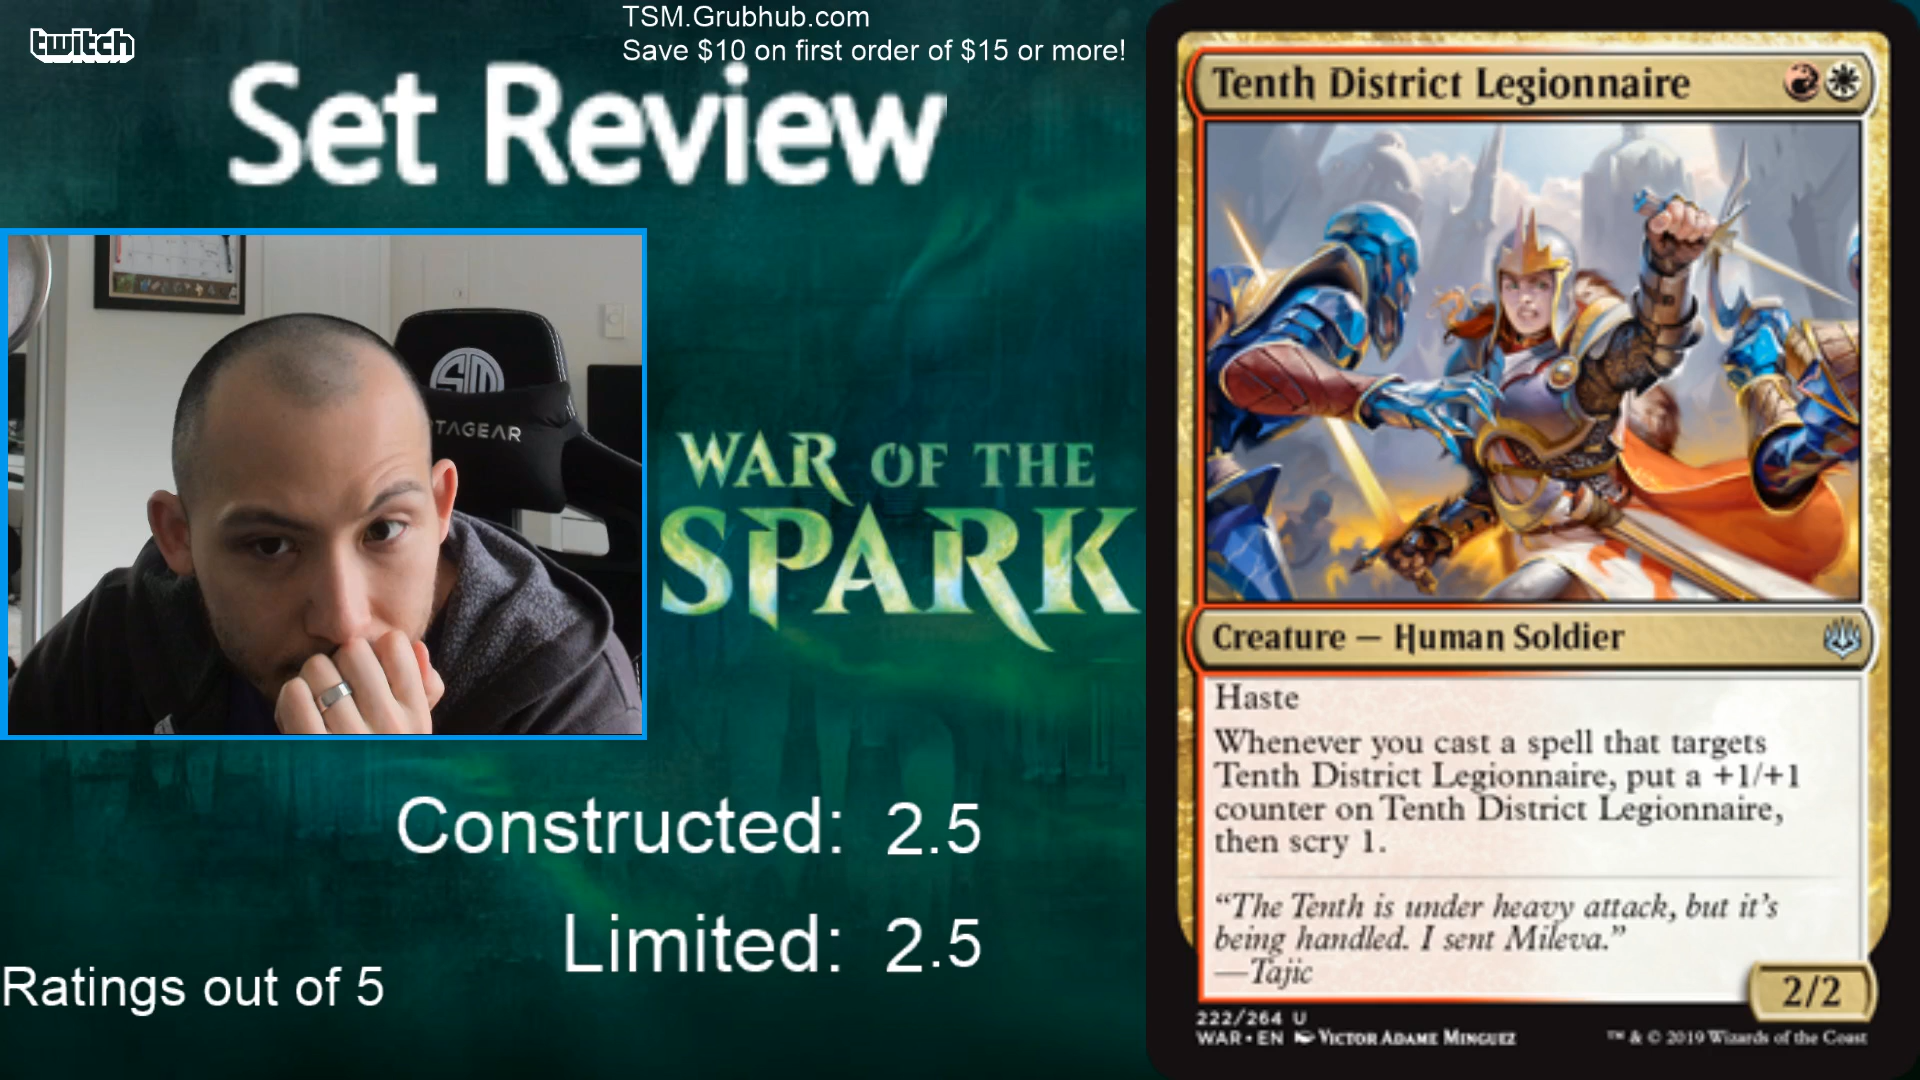 twitch
TSM.Grubhub.com
Save $10 on first order of $15 or more!
Set Review
TAGEAR
WAR OF THE
SPARK
Constructed: 2.5
Limited: 2.5
Ratings out of 5
Tenth District Legionnaire
Creature — Human Soldier
Haste
Whenever you cast a spell that targets
Tenth District Legionnaire, put a +1/+1
counter on Tenth District Legionnaire,
then scry 1.
“The Tenth is under heavy attack, but it’s
being handled. I sent Mileva.”
—Tajic
2/2
222/264 U
WAR • EN Victor Adame Minguez
™ & © 2019 Wizards of the Coast